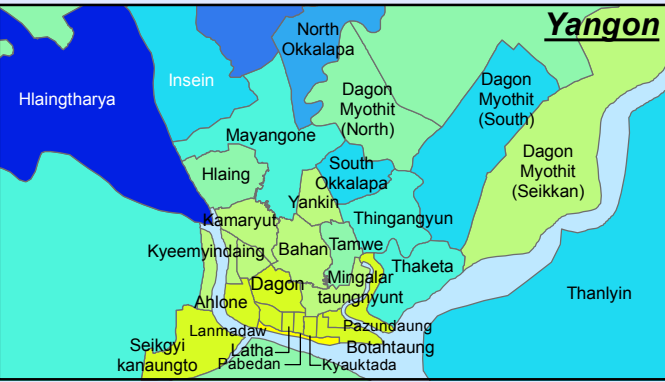 Yangon
North
Okkalapa
Insein
Hlaingtharya
Dagon
Myothit
(North)
Dagon
Myothit
(South)
Mayangone
Dagon
Myothit
(Seikkan)
South
Okkalapa
Hlaing
Yankin
Kamaryut
Thingangyun
Kyeemyindaing
Bahan
Tamwe
Thaketa
Mingalar
taungnyunt
Dagon
Thanlyin
Ahlone
Lanmadaw
Pazundaung
Seikgyi
kanaungto
Latha
Botahtaung
Pabedan
Kyauktada